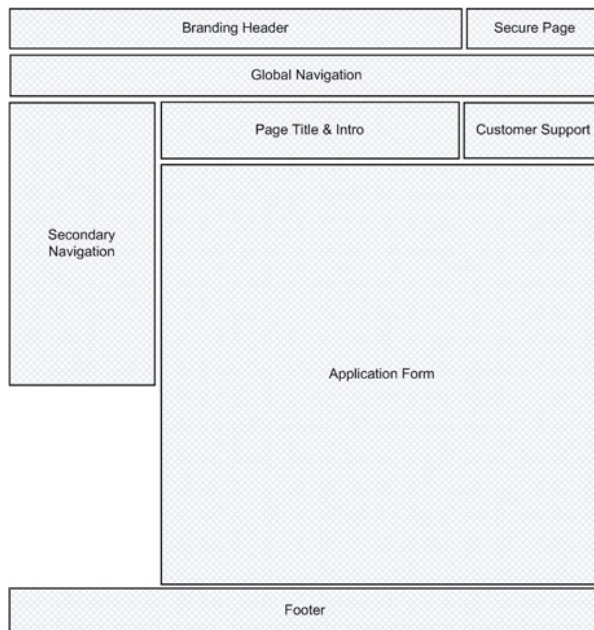 Branding Header
Secure Page
Global Navigation
Page Title & Intro
Customer Support
Secondary
Navigation
Application Form
Footer